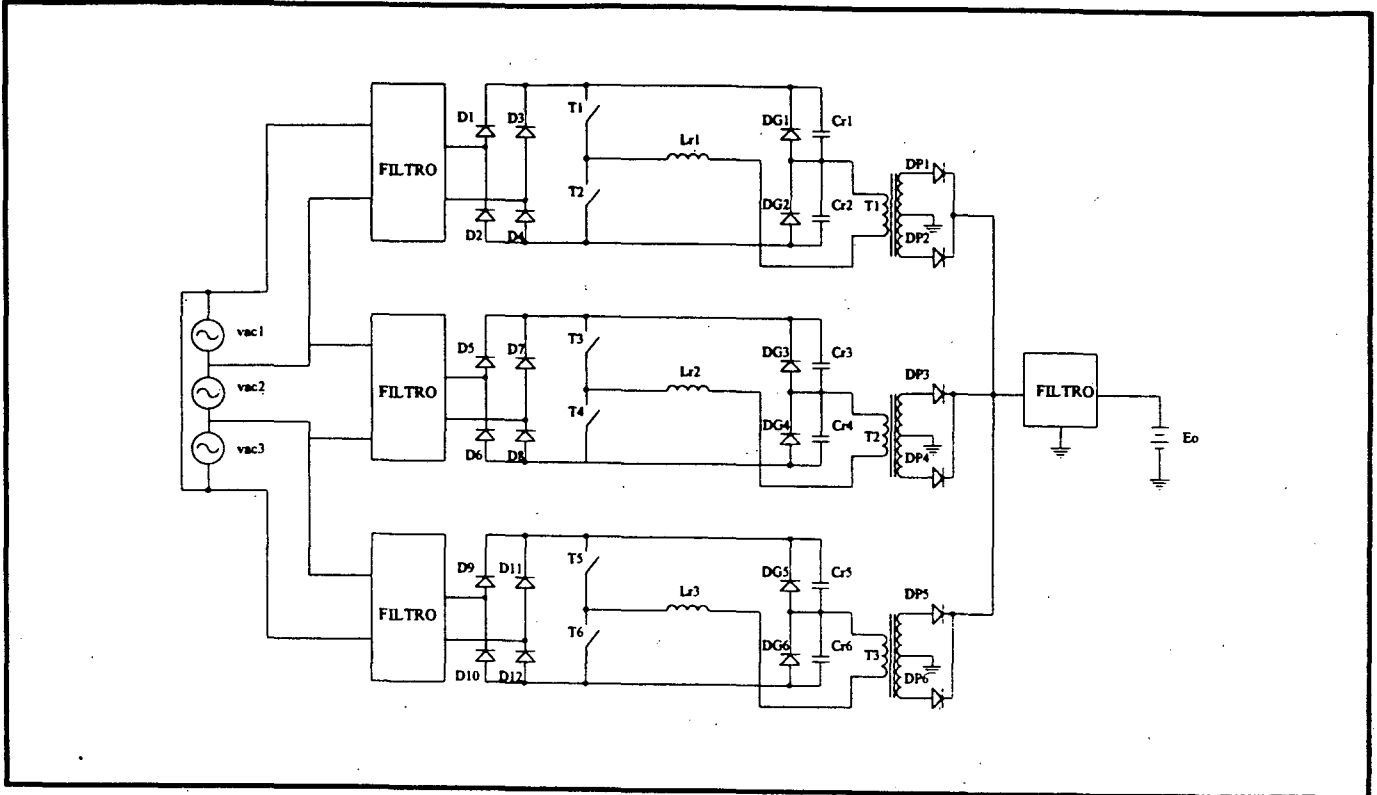 FILTRO
D1
D3
D2
D4
T1
T2
Lr1
DG1
DG2
Cr1
Cr2
T1
DP1
DP2
vac1
vac2
vac3
FILTRO
D5
D7
D6
D8
T3
T4
Lr2
DG3
DG4
Cr3
Cr4
T2
DP3
DP4
FILTRO
Eo
FILTRO
D9
D11
D10
D12
T5
T6
Lr3
DG5
DG6
Cr5
Cr6
T3
DP5
DP6